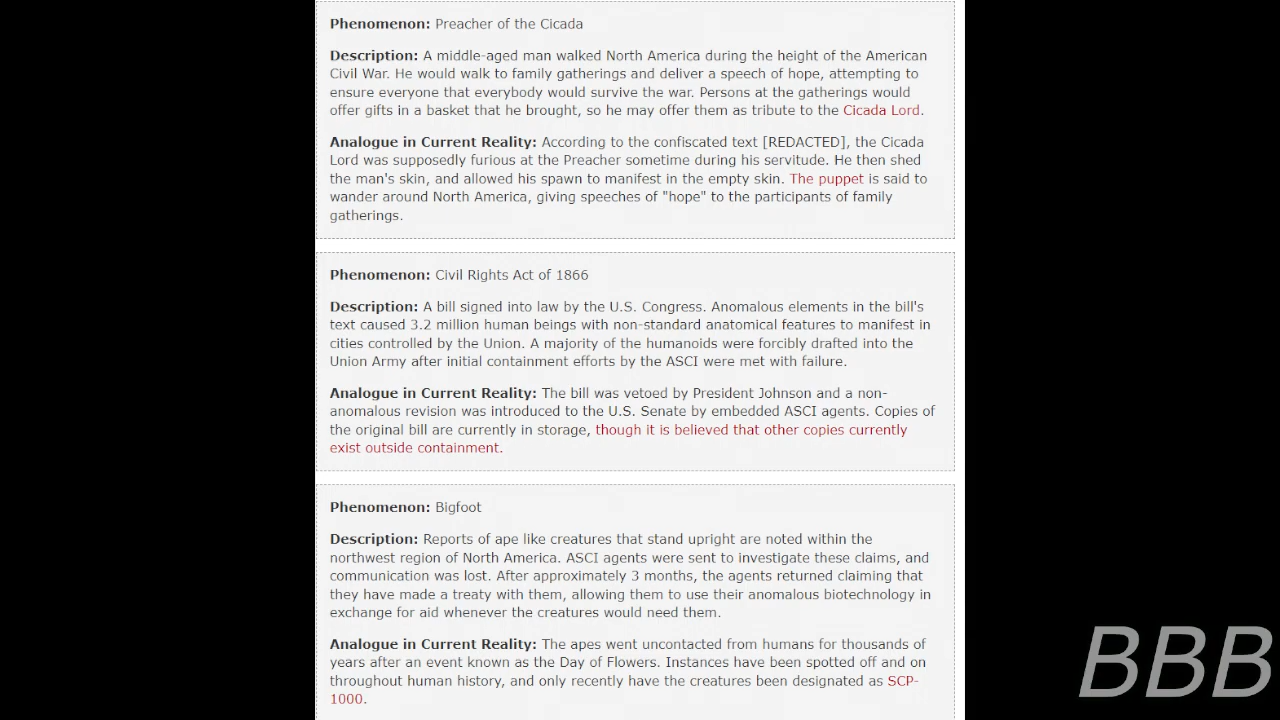 Phenomenon: Preacher of the Cicada
Description: A middle-aged man walked North America during the height of the American
Civil War. He would walk to family gatherings and deliver a speech of hope, attempting to
ensure everyone that everybody would survive the war. Persons at the gatherings would
offer gifts in a basket that he brought, so he may offer them as tribute to the Cicada Lord.
Analogue in Current Reality: According to the confiscated text [REDACTED], the Cicada
Lord was supposedly furious at the Preacher sometime during his servitude. He then shed
the man's skin, and allowed his spawn to manifest in the empty skin. The puppet is said to
wander around North America, giving speeches of "hope" to the participants of family
gatherings.
Phenomenon: Civil Rights Act of 1866
Description: A bill signed into law by the U.S. Congress. Anomalous elements in the bill's
text caused 3.2 million human beings with non-standard anatomical features to manifest in
cities controlled by the Union. A majority of the humanoids were forcibly drafted into the
Union Army after initial containment efforts by the ASCI were met with failure.
Analogue in Current Reality: The bill was vetoed by President Johnson and a non-
anomalous revision was introduced to the U.S. Senate by embedded ASCI agents. Copies of
the original bill are currently in storage, though it is believed that other copies currently
exist outside containment.
Phenomenon: Bigfoot
Description: Reports of ape like creatures that stand upright are noted within the
northwest region of North America. ASCI agents were sent to investigate these claims, and
communication was lost. After approximately 3 months, the agents returned claiming that
they have made a treaty with them, allowing them to use their anomalous biotechnology in
exchange for aid whenever the creatures would need them.
Analogue in Current Reality: The apes went uncontacted from humans for thousands of
years after an event known as the Day of Flowers. Instances have been spotted off and on
throughout human history, and only recently have the creatures been designated as SCP-
1000.
BBB